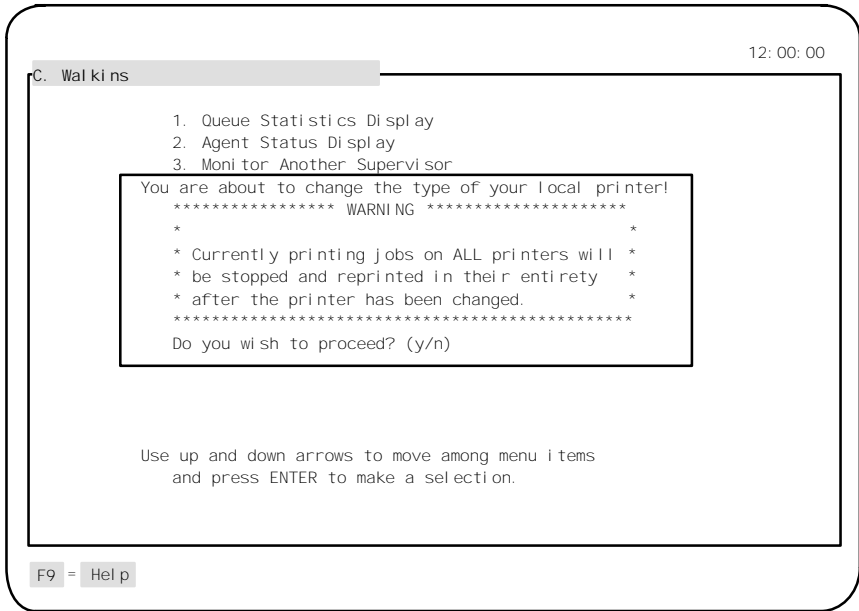 12:00:00
C. Walkins
1. Queue Statistics Display
2. Agent Status Display
3. Monitor Another Supervisor
You are about to change the type of your local printer!
***************** WARNING *********************
* *
* Currently printing jobs on ALL printers will *
* be stopped and reprinted in their entirety *
* after the printer has been changed. *
************************************************
Do you wish to proceed? (y/n)
Use up and down arrows to move among menu items
and press ENTER to make a selection.
F9 = Help